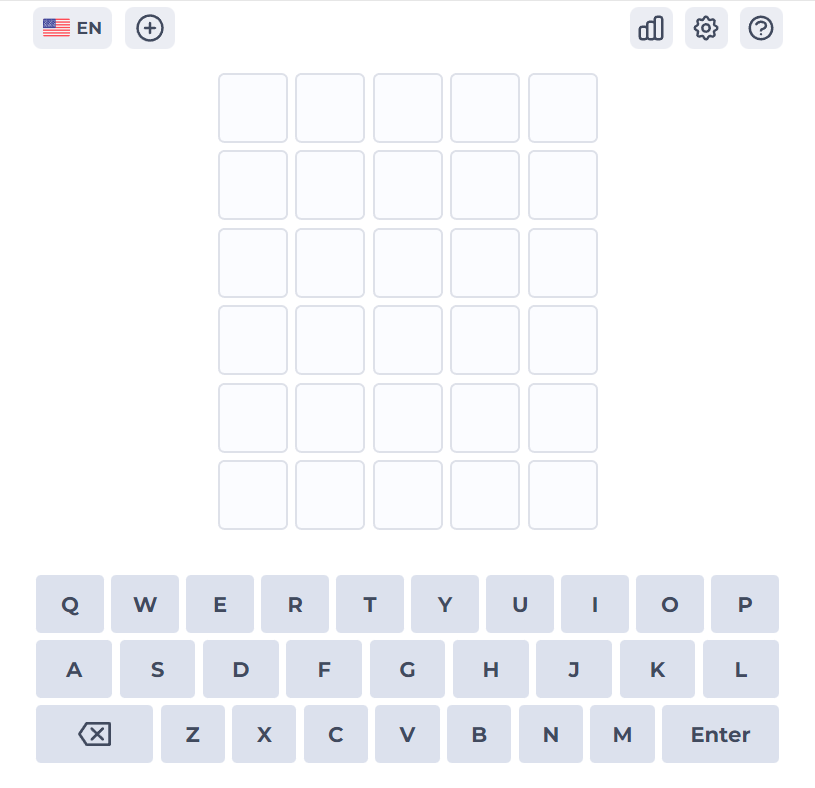 EN
Q W E R T Y U I O P
A S D F G H J K L
Z X C V B N M Enter